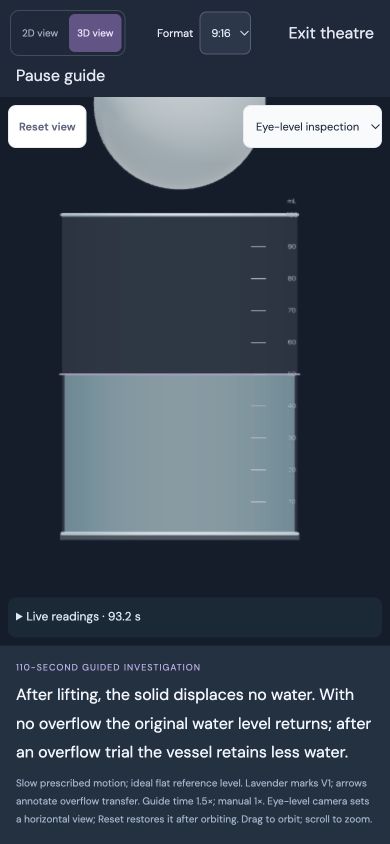 2D view
3D view
Format
9:16
Exit theatre
Pause guide
Reset view
Eye-level inspection
mL
90
80
70
60
40
30
20
10
▶ Live readings · 93.2 s
110-SECOND GUIDED INVESTIGATION
After lifting, the solid displaces no water. With
no overflow the original water level returns; after
an overflow trial the vessel retains less water.
Slow prescribed motion; ideal flat reference level. Lavender marks V1; arrows
annotate overflow transfer. Guide time 1.5×; manual 1×. Eye-level camera sets
a horizontal view; Reset restores it after orbiting. Drag to orbit; scroll to zoom.